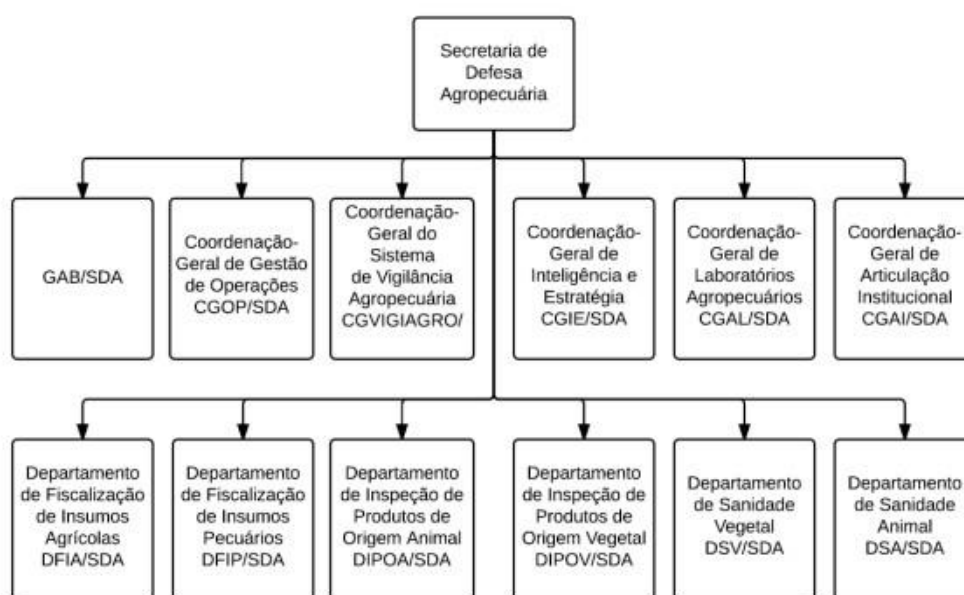 Secretaria de
Defesa
Agropecuária
GAB/SDA
Coordenação-
Geral de Gestão
de Operações
CGOP/SDA
Coordenação-
Geral do
Sistema
de Vigilância
Agropecuária
CGVIGIAGRO/
Coordenação-
Geral de
Inteligência e
Estratégia
CGIE/SDA
Coordenação-
Geral de
Laboratórios
Agropecuários
CGAL/SDA
Coordenação-
Geral de
Articulação
Institucional
CGAI/SDA
Departamento
de Fiscalização
de Insumos
Agrícolas
DFIA/SDA
Departamento
de Fiscalização
de Insumos
Pecuários
DFIP/SDA
Departamento
de Inspeção de
Produtos de
Origem Animal
DIPOA/SDA
Departamento
de Inspeção de
Produtos de
Origem Vegetal
DIPOV/SDA
Departamento
de Sanidade
Vegetal
DSV/SDA
Departamento
de Sanidade
Animal
DSA/SDA